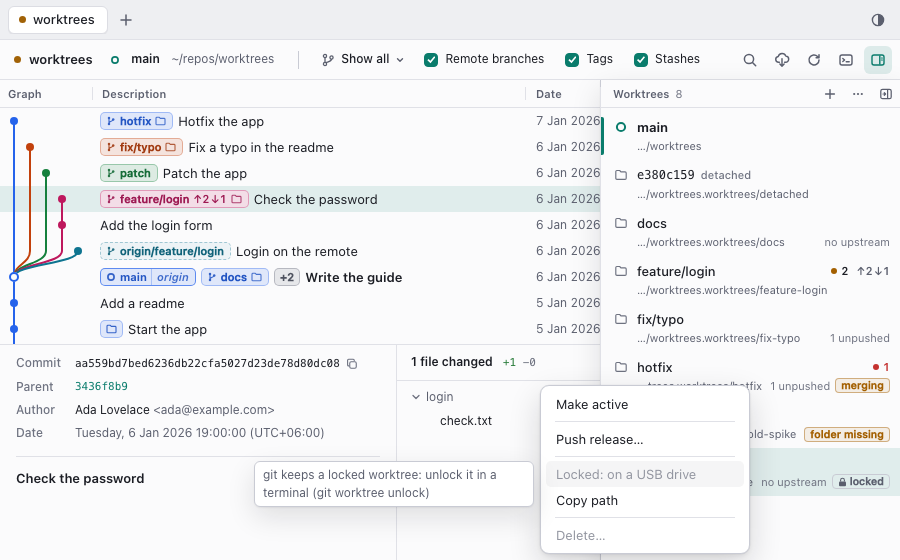 worktrees
worktrees main ~/repos/worktrees Show all Remote branches Tags Stashes
Graph Description Date
hotfix Hotfix the app 7 Jan 2026
fix/typo Fix a typo in the readme 6 Jan 2026
patch Patch the app 6 Jan 2026
feature/login ↑2↓1 Check the password 6 Jan 2026
Add the login form 6 Jan 2026
origin/feature/login Login on the remote 6 Jan 2026
main origin docs +2 Write the guide 6 Jan 2026
Add a readme 5 Jan 2026
Start the app 5 Jan 2026
Worktrees 8
main
.../worktrees
e380c159 detached
.../worktrees.worktrees/detached
docs
.../worktrees.worktrees/docs no upstream
feature/login 2 ↑2↓1
.../worktrees.worktrees/feature-login
fix/typo
.../worktrees.worktrees/fix-typo 1 unpushed
hotfix 1
1 unpushed merging
old-spike folder missing
no upstream locked
Commit aa559bd7bed6236db22cfa5027d23de78d80dc08
Parent 3436f8b9
Author Ada Lovelace <ada@example.com>
Date Tuesday, 6 Jan 2026 19:00:00 (UTC+06:00)
Check the password
1 file changed +1 −0
login
check.txt
git keeps a locked worktree: unlock it in a
terminal (git worktree unlock)
Make active
Push release...
Locked: on a USB drive
Copy path
Delete...